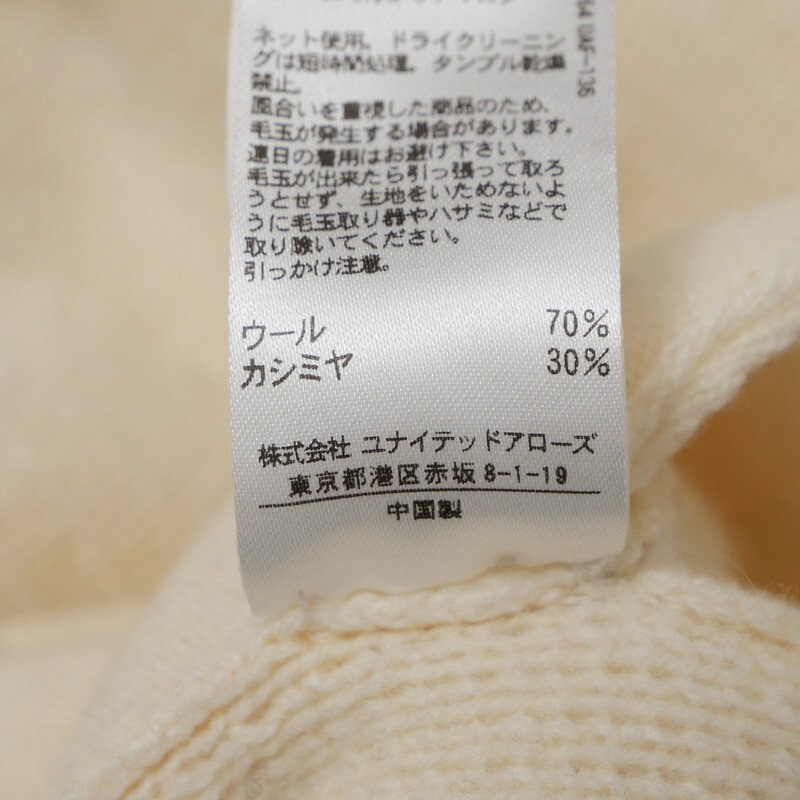 ネット使用。ドライクリーニン
グは短時間処理。タンブル乾燥
禁止。
風合いを重視した商品のため、
毛玉が発生する場合があります。
連日の着用はお避け下さい。
毛玉が出来たら引っ張って取ろ
うとせず、生地をいためないよ
うに毛玉取り器やハサミなどで
取り除いてください。
引っかけ注意。
ウール 70%
カシミヤ 30%
株式会社 ユナイテッドアローズ
東京都港区赤坂 8-1-19
中国製
UAF-136